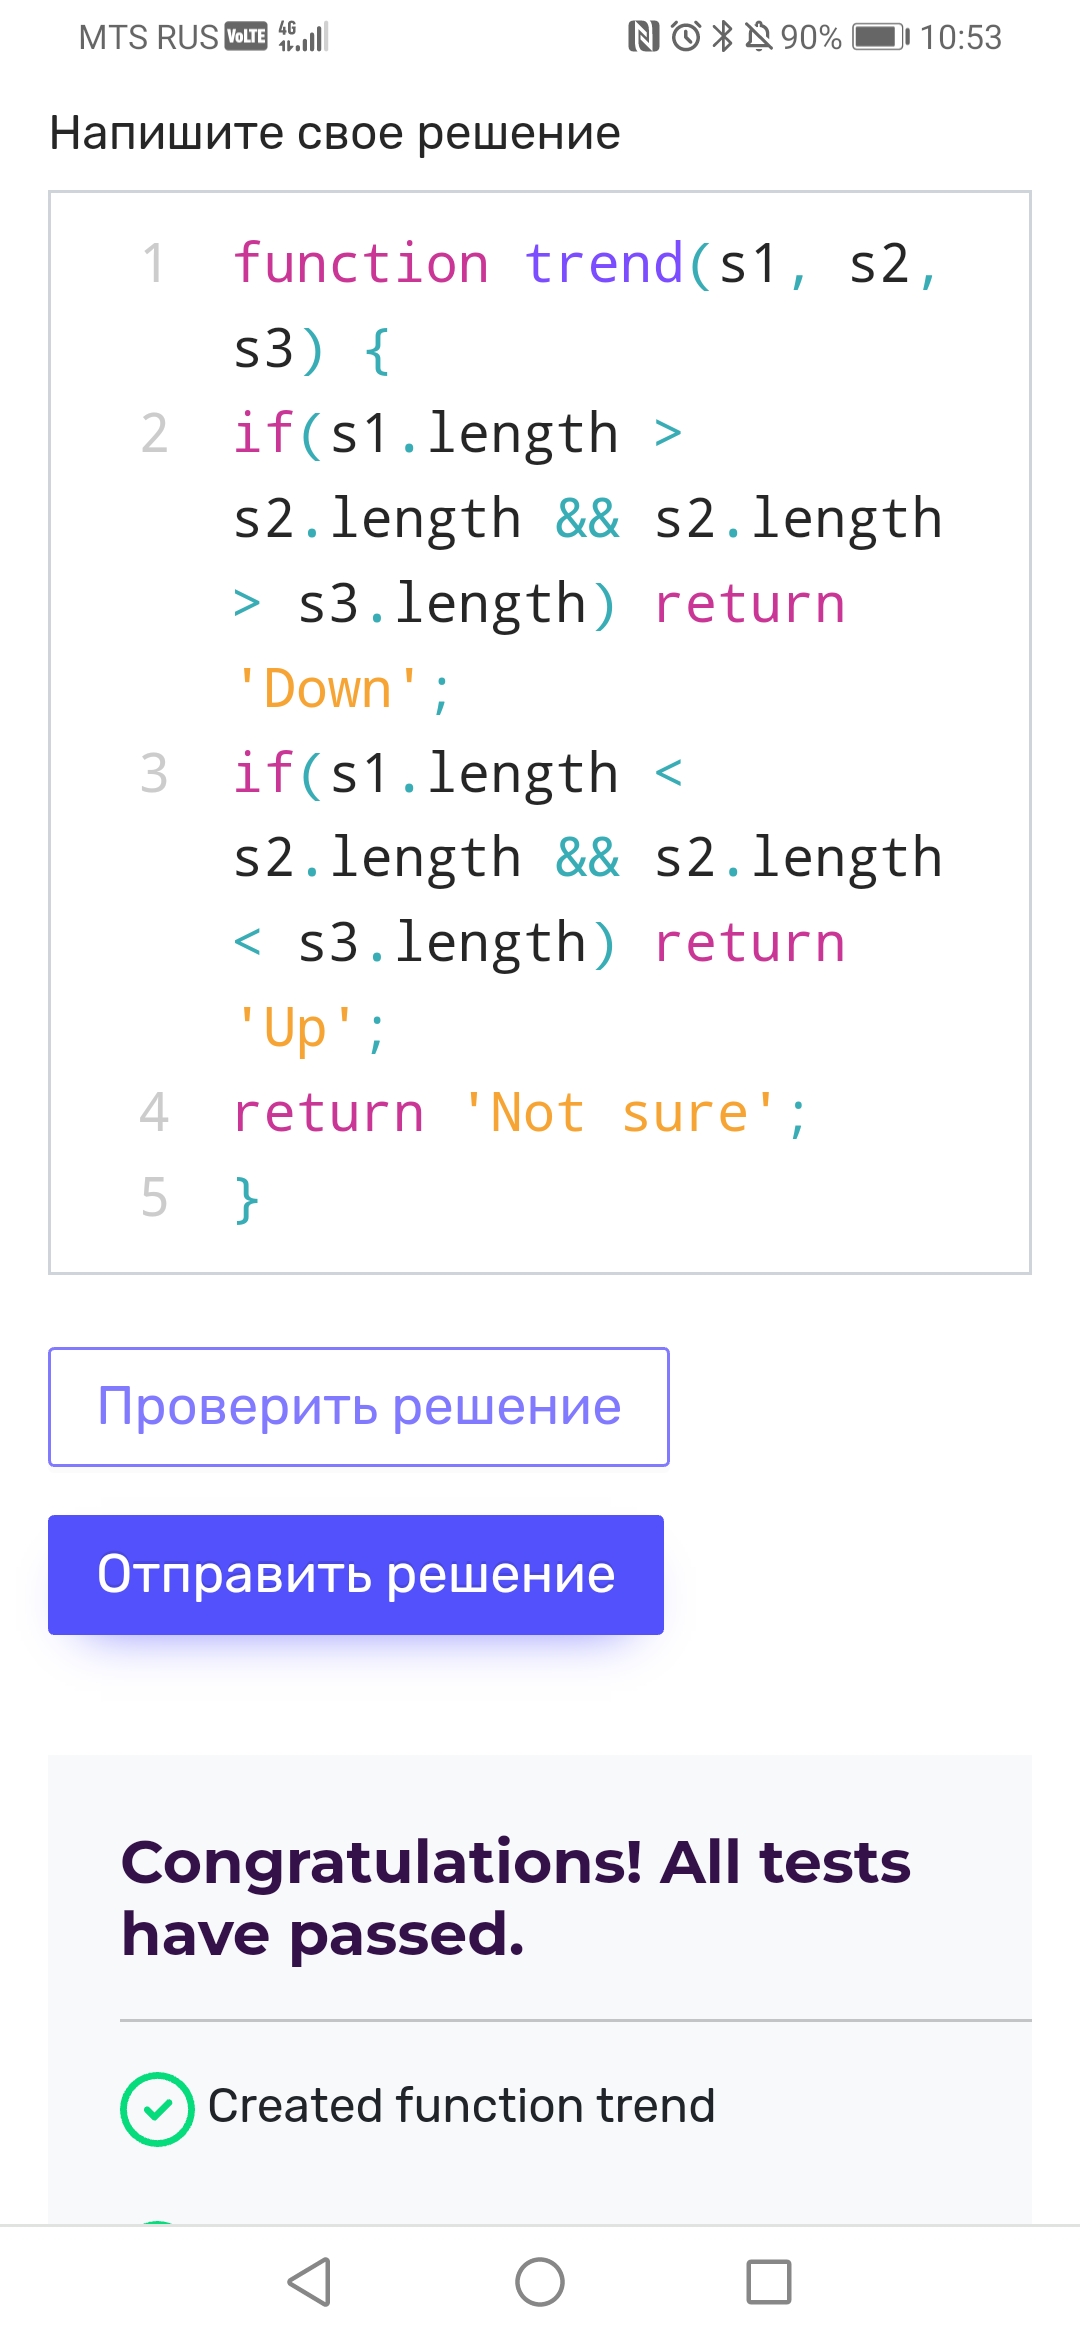 MTS RUS VoLTE 4G 90% 10:53
Напишите свое решение
1 function trend(s1, s2,
s3) {
2 if(s1.length >
s2.length && s2.length
> s3.length) return
'Down';
3 if(s1.length <
s2.length && s2.length
< s3.length) return
'Up';
4 return 'Not sure';
5 }
Проверить решение
Отправить решение
Congratulations! All tests
have passed.
Created function trend